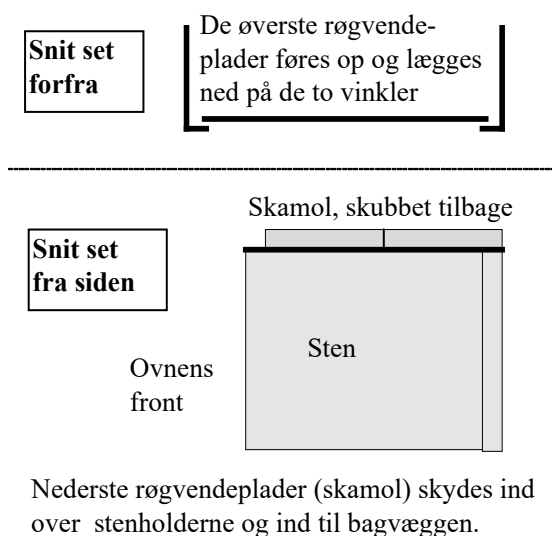 Snit set
forfra
De øverste røgvende-
plader føres op og lægges
ned på de to vinkler
Skamol, skubbet tilbage
Snit set
fra siden
Sten
Ovnens
front
Nederste røgvendeplader (skamol) skydes ind
over stenholderne og ind til bagvæggen.